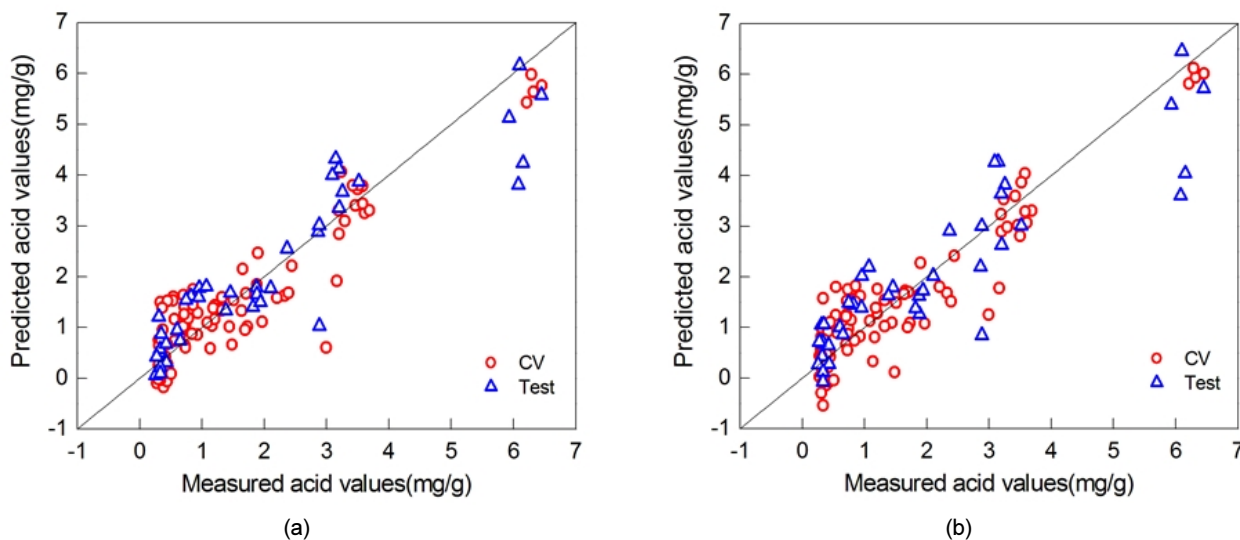 7
6
5
4
3
2
1
0
-1
Predicted acid values(mg/g)
CV
Test
-1 0 1 2 3 4 5 6 7
Measured acid values(mg/g)
(a)
7
6
5
4
3
2
1
0
-1
Predicted acid values(mg/g)
CV
Test
-1 0 1 2 3 4 5 6 7
Measured acid values(mg/g)
(b)